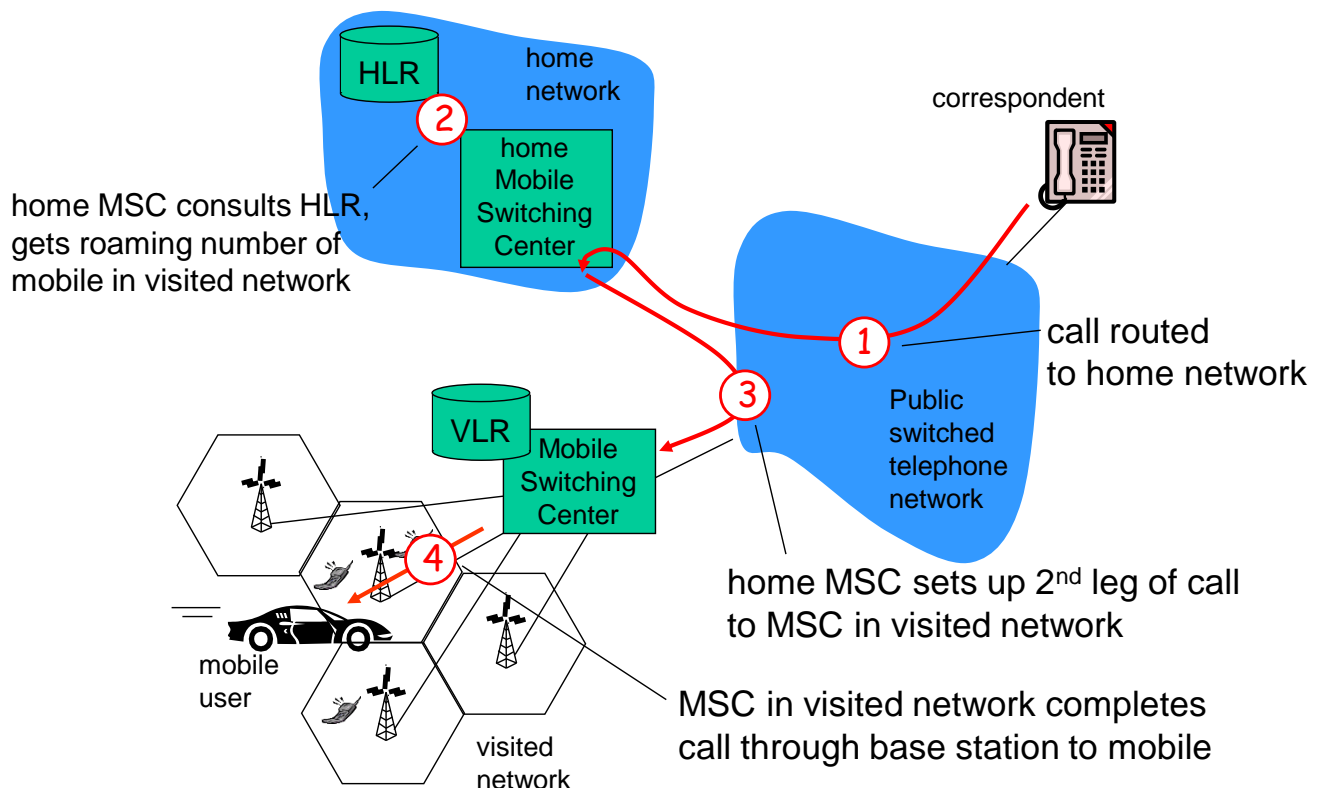 HLR
home
network
2
home
Mobile
Switching
Center
correspondent
home MSC consults HLR,
gets roaming number of
mobile in visited network
1
call routed
to home network
3
Public
switched
telephone
network
VLR
Mobile
Switching
Center
4
home MSC sets up 2nd leg of call
to MSC in visited network
mobile
user
MSC in visited network completes
call through base station to mobile
visited
network